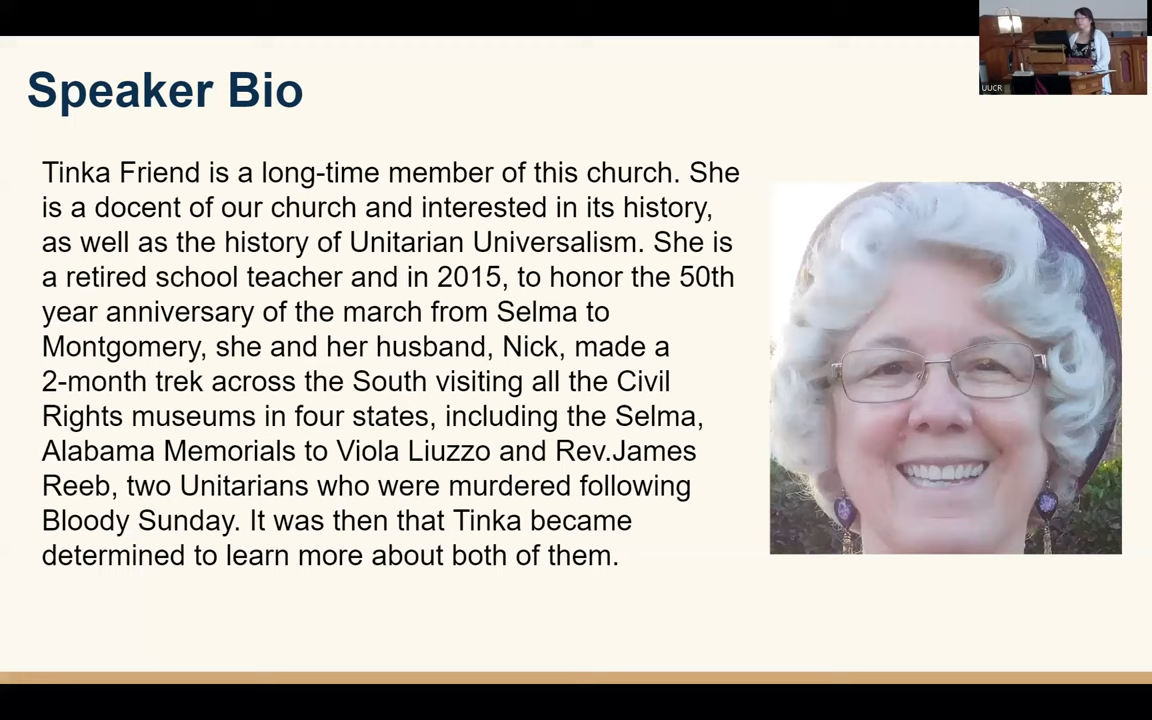 UUCR
Speaker Bio
Tinka Friend is a long-time member of this church. She
is a docent of our church and interested in its history,
as well as the history of Unitarian Universalism. She is
a retired school teacher and in 2015, to honor the 50th
year anniversary of the march from Selma to
Montgomery, she and her husband, Nick, made a
2-month trek across the South visiting all the Civil
Rights museums in four states, including the Selma,
Alabama Memorials to Viola Liuzzo and Rev.James
Reeb, two Unitarians who were murdered following
Bloody Sunday. It was then that Tinka became
determined to learn more about both of them.